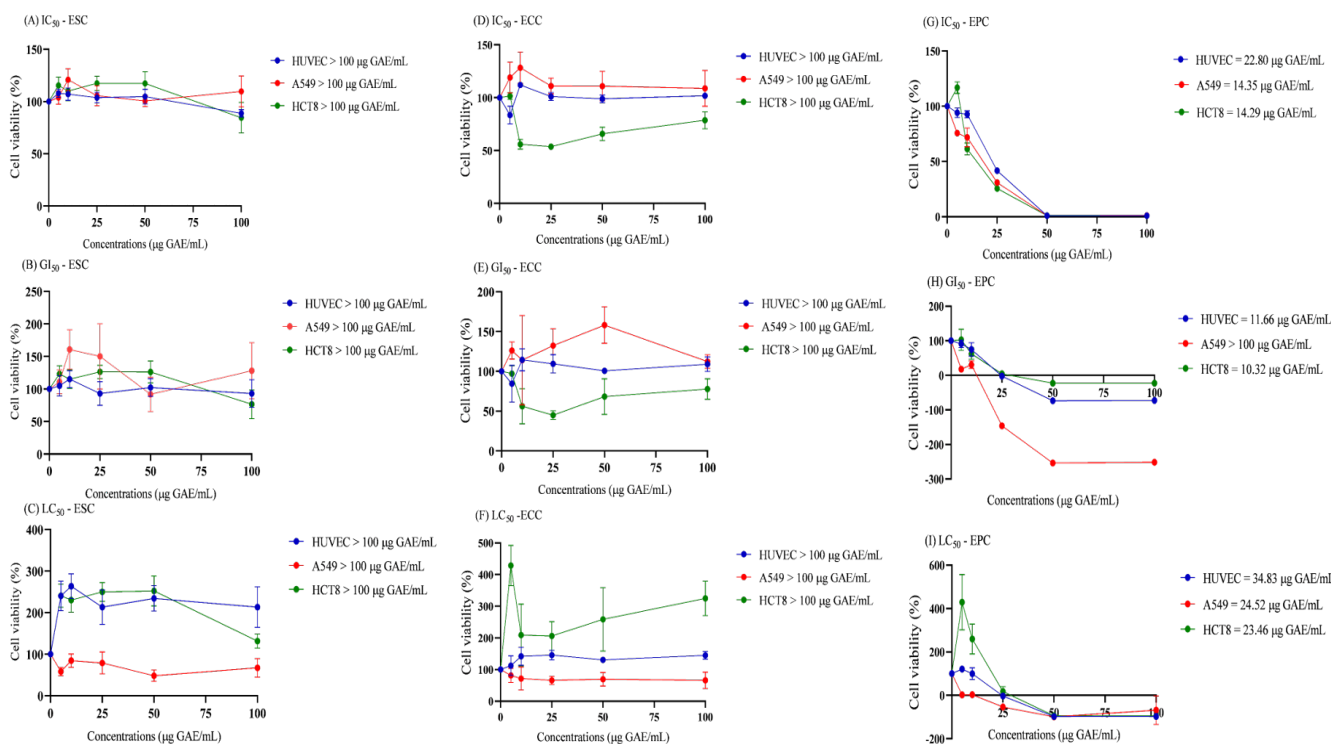 (A) IC50 - ESC
Cell viability (%)
150
100
50
0
0 25 50 75 100
Concentrations (µg GAE/mL)
HUVEC > 100 µg GAE/mL
A549 > 100 µg GAE/mL
HCT8 > 100 µg GAE/mL
(B) GI50 - ESC
Cell viability (%)
250
200
150
100
50
0
0 25 50 75 100
Concentrations (µg GAE/mL)
HUVEC > 100 µg GAE/mL
A549 > 100 µg GAE/mL
HCT8 > 100 µg GAE/mL
(C) LC50 - ESC
Cell viability (%)
400
300
200
100
0
0 25 50 75 100
Concentrations (µg GAE/mL)
HUVEC > 100 µg GAE/mL
A549 > 100 µg GAE/mL
HCT8 > 100 µg GAE/mL
(D) IC50 - ECC
Cell viability (%)
150
100
50
0
0 25 50 75 100
Concentrations (µg GAE/mL)
HUVEC > 100 µg GAE/mL
A549 > 100 µg GAE/mL
HCT8 > 100 µg GAE/mL
(E) GI50 - ECC
Cell viability (%)
200
150
100
50
0
0 25 50 75 100
Concentrations (µg GAE/mL)
HUVEC > 100 µg GAE/mL
A549 > 100 µg GAE/mL
HCT8 > 100 µg GAE/mL
(F) LC50 -ECC
Cell viability (%)
500
400
300
200
100
0
0 25 50 75 100
Concentrations (µg GAE/mL)
HUVEC > 100 µg GAE/mL
A549 > 100 µg GAE/mL
HCT8 > 100 µg GAE/mL
(G) IC50 - EPC
Cell viability (%)
150
100
50
0
0 25 50 75 100
Concentrations (µg GAE/mL)
HUVEC = 22.80 µg GAE/mL
A549 = 14.35 µg GAE/mL
HCT8 = 14.29 µg GAE/mL
(H) GI50 - EPC
Cell viability (%)
200
100
0
-100
-200
-300
25 50 75 100
Concentrations (µg GAE/mL)
HUVEC = 11.66 µg GAE/mL
A549 > 100 µg GAE/mL
HCT8 = 10.32 µg GAE/mL
(I) LC50 - EPC
Cell viability (%)
600
400
200
0
-200
25 50 75 100
Concentrations (µg GAE/mL)
HUVEC = 34.83 µg GAE/mL
A549 = 24.52 µg GAE/mL
HCT8 = 23.46 µg GAE/mL